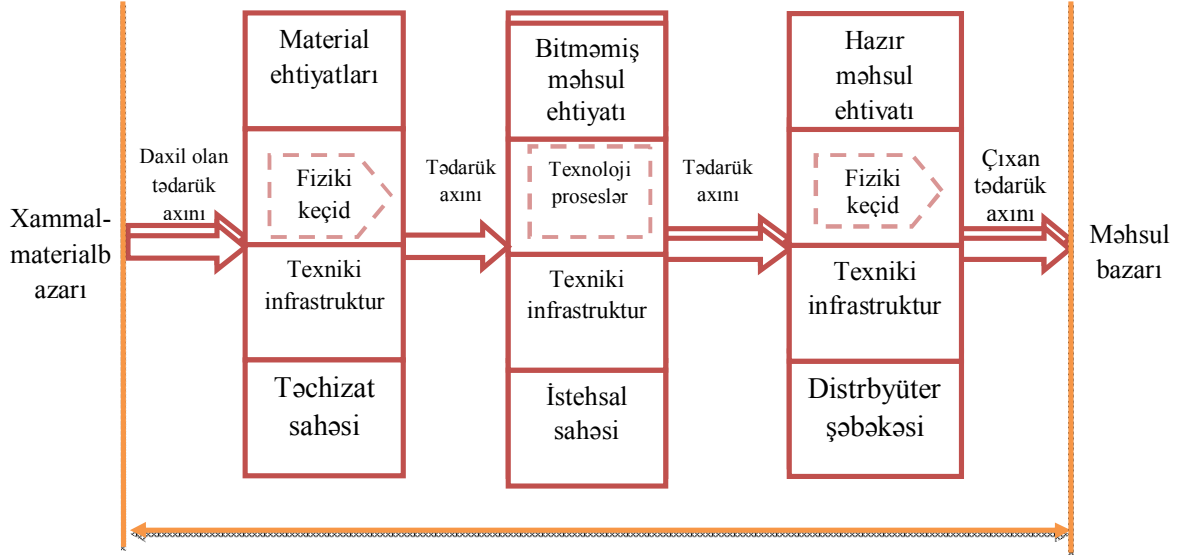 Xammal-
materialb
azarı
Daxil olan
tədarük
axını
Material
ehtiyatları
Fiziki
keçid
Texniki
infrastruktur
Təchizat
sahəsi
Tədarük
axını
Bitməmiş
məhsul
ehtiyatı
Texnoloji
proseslər
Texniki
infrastruktur
İstehsal
sahəsi
Tədarük
axını
Hazır
məhsul
ehtiyatı
Fiziki
keçid
Texniki
infrastruktur
Distrbyüter
şəbəkəsi
Çıxan
tədarük
axını
Məhsul
bazarı